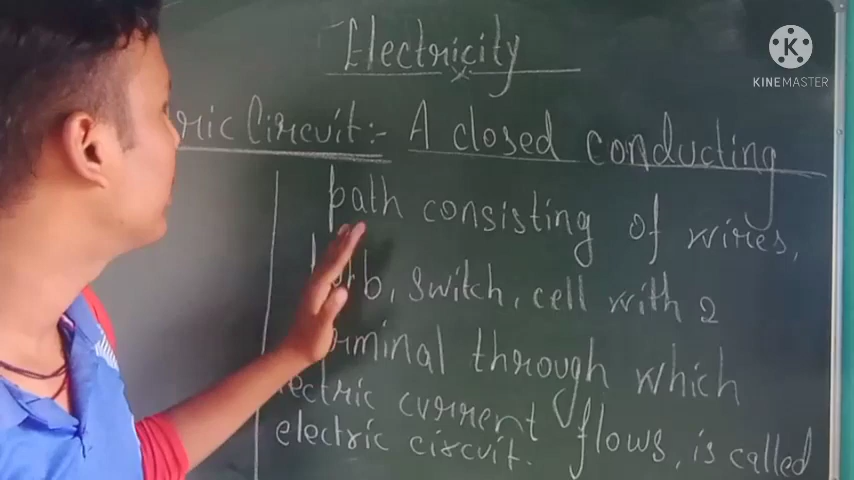 Electricity
KINEMASTER
ric Circuit:- A closed conducting
path consisting of wires,
switch, cell with 2
rminal through which
ectric current flows, is called
electric circuit.